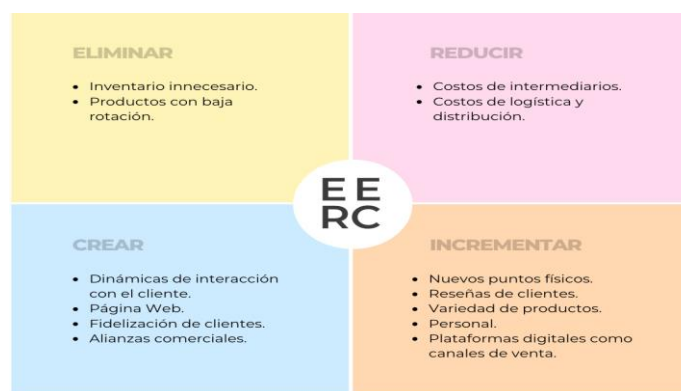 ELIMINAR
• Inventario innecesario.
• Productos con baja
rotación.
REDUCIR
• Costos de intermediarios.
• Costos de logística y
distribución.
E E
RC
CREAR
• Dinámicas de interacción
con el cliente.
• Página Web.
• Fidelización de clientes.
• Alianzas comerciales.
INCREMENTAR
• Nuevos puntos físicos.
• Reseñas de clientes.
• Variedad de productos.
• Personal.
• Plataformas digitales como
canales de venta.